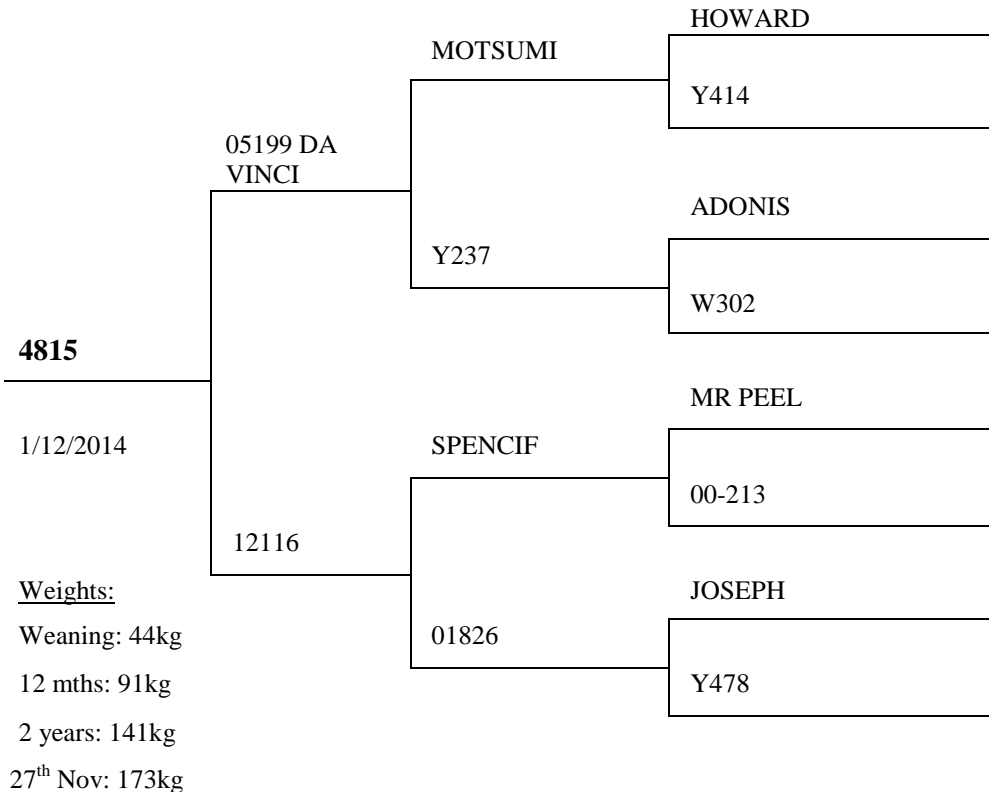 HOWARD
MOTSUMI
Y414
05199 DA
VINCI
ADONIS
Y237
W302
4815
MR PEEL
1/12/2014
SPENCIF
00-213
12116
Weights:
JOSEPH
Weaning: 44kg
01826
12 mths: 91kg
Y478
2 years: 141kg
27th Nov: 173kg